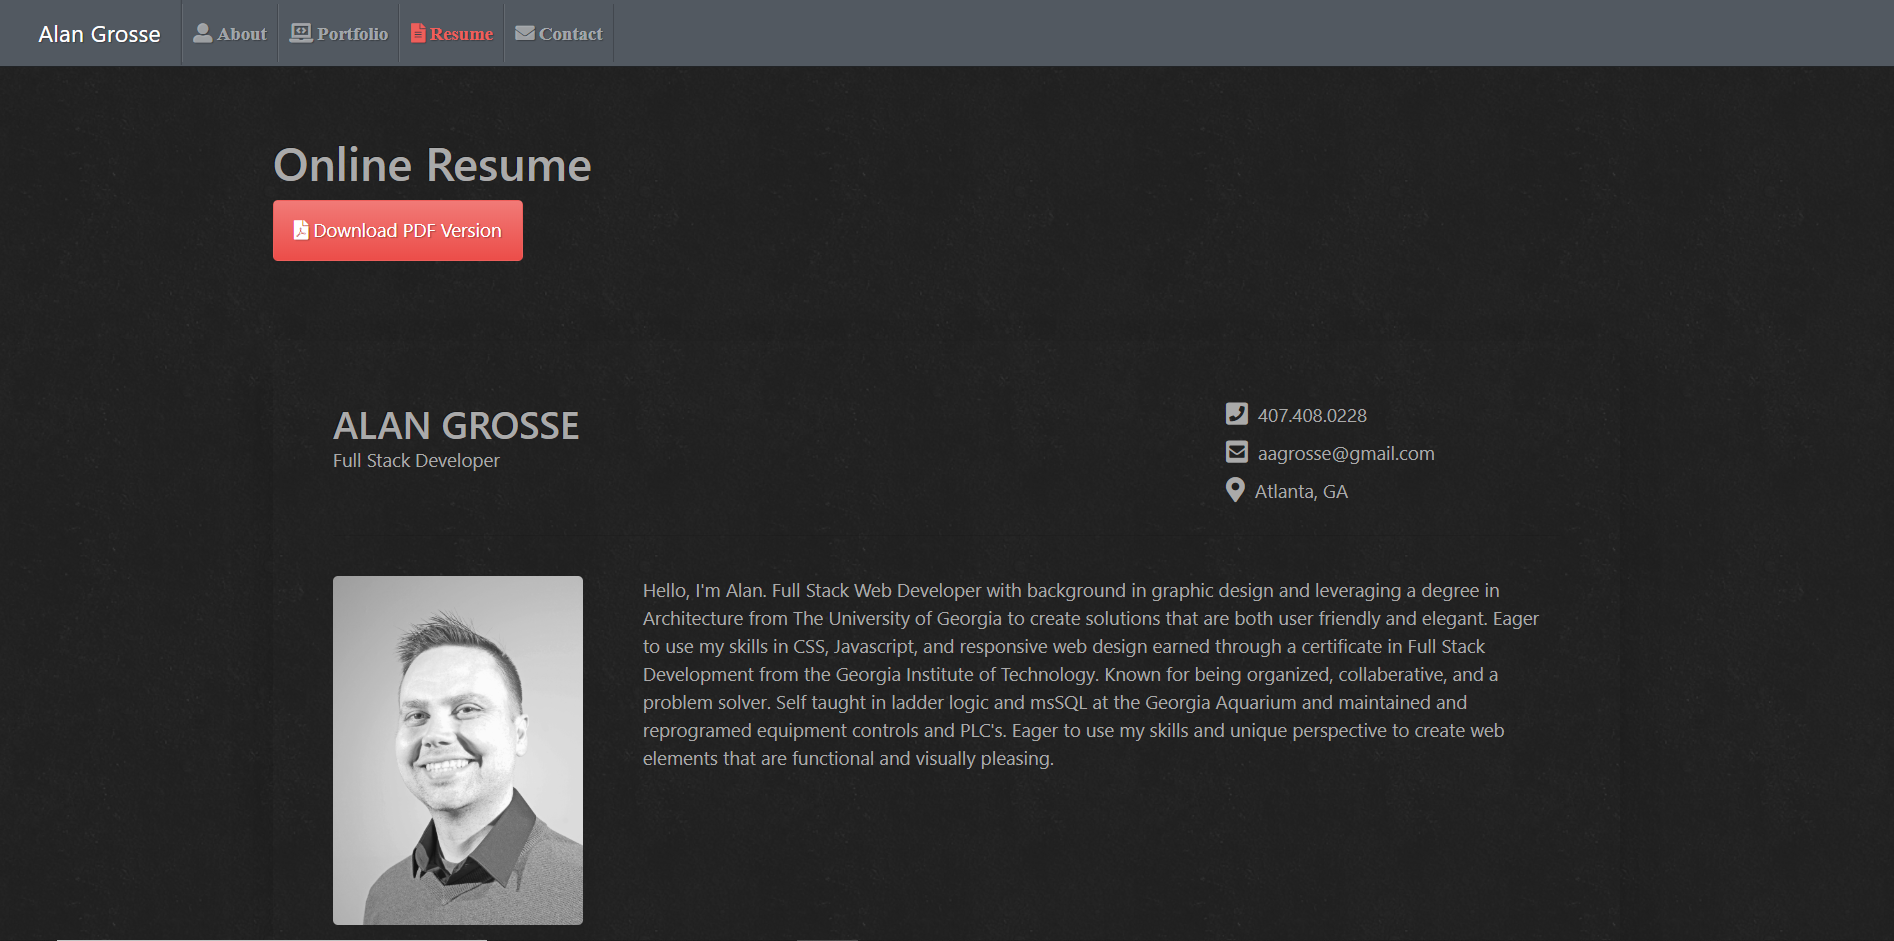 Alan Grosse About Portfolio Resume Contact
Online Resume
Download PDF Version
ALAN GROSSE
Full Stack Developer
407.408.0228
aagrosse@gmail.com
Atlanta, GA
Hello, I'm Alan. Full Stack Web Developer with background in graphic design and leveraging a degree in
Architecture from The University of Georgia to create solutions that are both user friendly and elegant. Eager
to use my skills in CSS, Javascript, and responsive web design earned through a certificate in Full Stack
Development from the Georgia Institute of Technology. Known for being organized, collaberative, and a
problem solver. Self taught in ladder logic and msSQL at the Georgia Aquarium and maintained and
reprogramed equipment controls and PLC's. Eager to use my skills and unique perspective to create web
elements that are functional and visually pleasing.